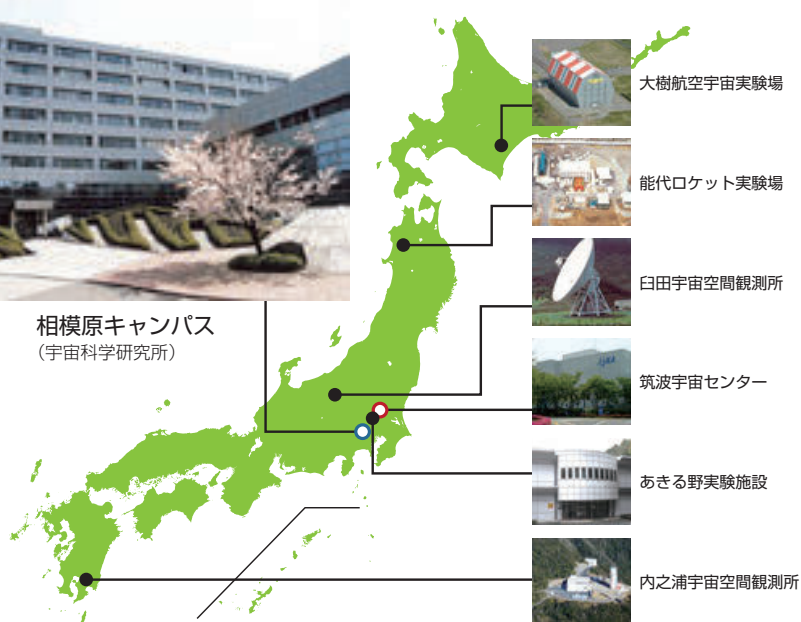 相模原キャンパス
（宇宙科学研究所）
大樹航空宇宙実験場
能代ロケット実験場
臼田宇宙空間観測所
筑波宇宙センター
あきる野実験施設
内之浦宇宙空間観測所